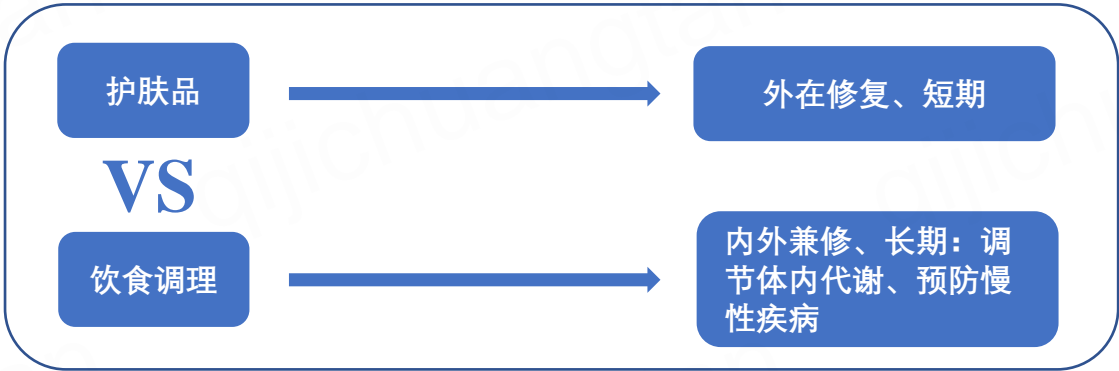 护肤品
外在修复、短期
VS
饮食调理
内外兼修、长期：调
节体内代谢、预防慢
性疾病